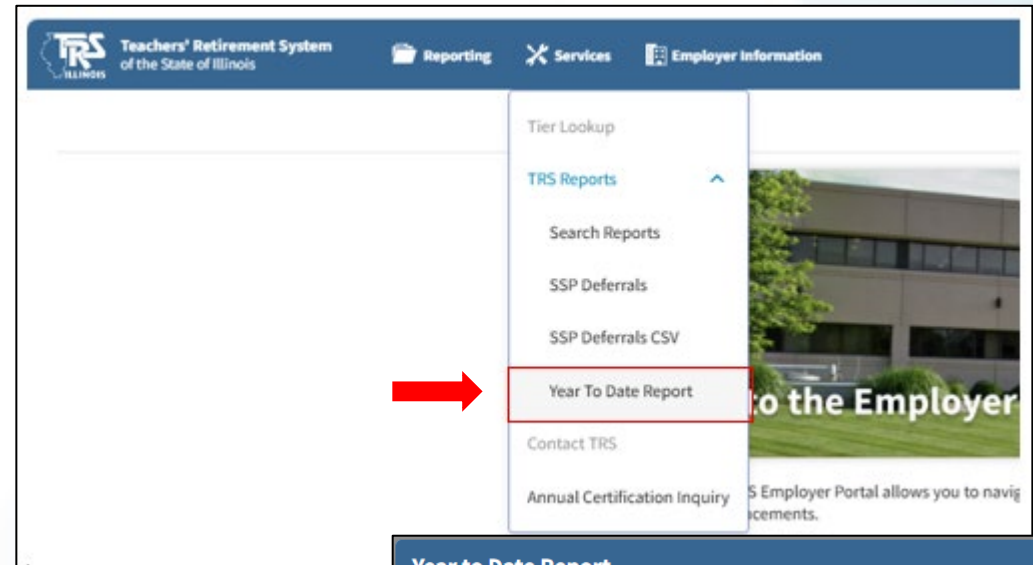 TRS
ILLINOIS
Teachers' Retirement System
of the State of Illinois
Reporting
Services
Employer Information
Tier Lookup
TRS Reports
Search Reports
SSP Deferrals
SSP Deferrals CSV
Year To Date Report
to the Employer
Contact TRS
Annual Certification Inquiry
S Employer Portal allows you to navig
cements.
Year to Date Report